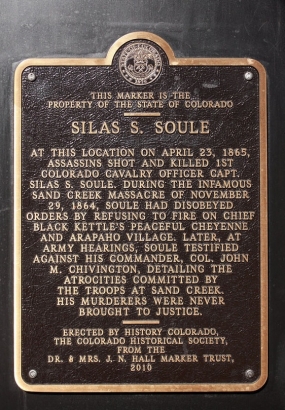 THIS MARKER IS THE
PROPERTY OF THE STATE OF COLORADO
SILAS S. SOULE
AT THIS LOCATION ON APRIL 23, 1865,
ASSASSINS SHOT AND KILLED 1ST
COLORADO CAVALRY OFFICER CAPT.
SILAS S. SOULE. DURING THE INFAMOUS
SAND CREEK MASSACRE OF NOVEMBER
29, 1864, SOULE HAD DISOBEYED
ORDERS BY REFUSING TO FIRE ON CHIEF
BLACK KETTLE'S PEACEFUL CHEYENNE
AND ARAPAHO VILLAGE. LATER, AT
ARMY HEARINGS, SOULE TESTIFIED
AGAINST HIS COMMANDER, COL. JOHN
M. CHIVINGTON, DETAILING THE
ATROCITIES COMMITTED BY
THE TROOPS AT SAND CREEK.
HIS MURDERERS WERE NEVER
BROUGHT TO JUSTICE.
ERECTED BY HISTORY COLORADO,
THE COLORADO HISTORICAL SOCIETY,
FROM THE
DR. & MRS. J. N. HALL MARKER TRUST,
2010